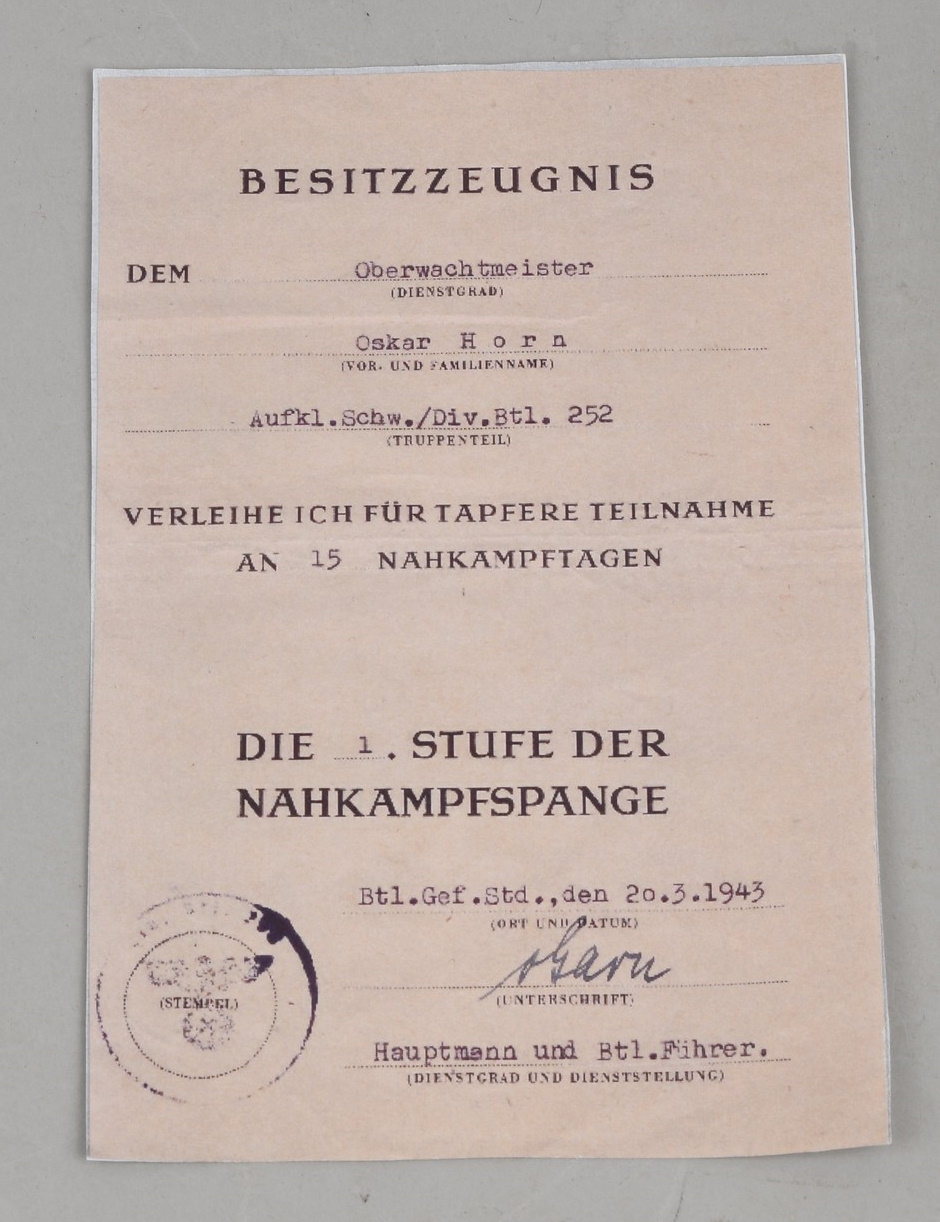 BESITZZEUGNIS
DEM Oberwachtmeister
(DIENSTGRAD)
Oskar Horn
(VOR- UND FAMILIENNAME)
Aufkl.Schw./Div.Btl. 252
(TRUPPENTEIL)
VERLEIHE ICH FÜR TAPFERE TEILNAHME
AN 15 NAHKAMPFTAGEN
DIE 1. STUFE DER
NAHKAMPFSPANGE
Btl.Gef.Std.,den 20.3.1943
(ORT UND DATUM)
(UNTERSCHRIFT)
(STEMPEL)
Hauptmann und Btl.Führer.
(DIENSTGRAD UND DIENSTSTELLUNG)